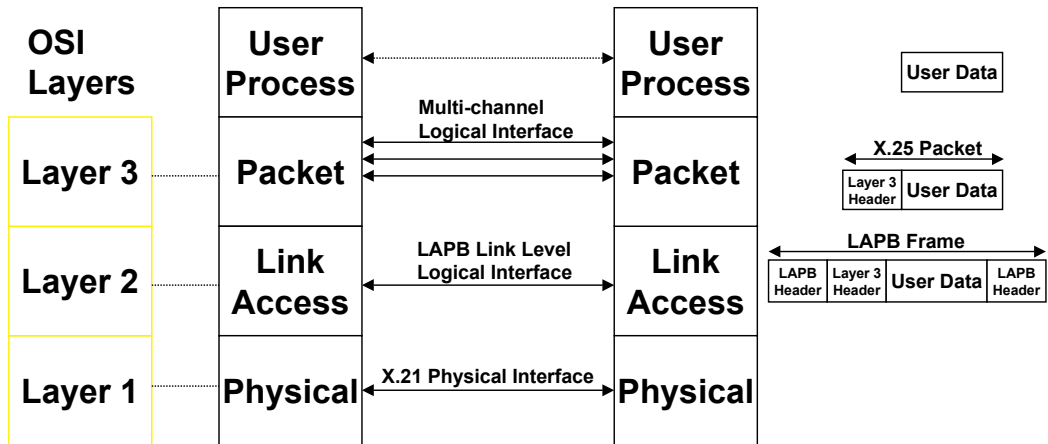 OSI
Layers
User
Process
User
Process
User Data
Multi-channel
Logical Interface
Layer 3
Packet
Packet
X.25 Packet
Layer 3
Header
User Data
LAPB Frame
Layer 2
Link
Access
LAPB Link Level
Logical Interface
Link
Access
LAPB
Header
Layer 3
Header
User Data
LAPB
Header
Layer 1
Physical
X.21 Physical Interface
Physical